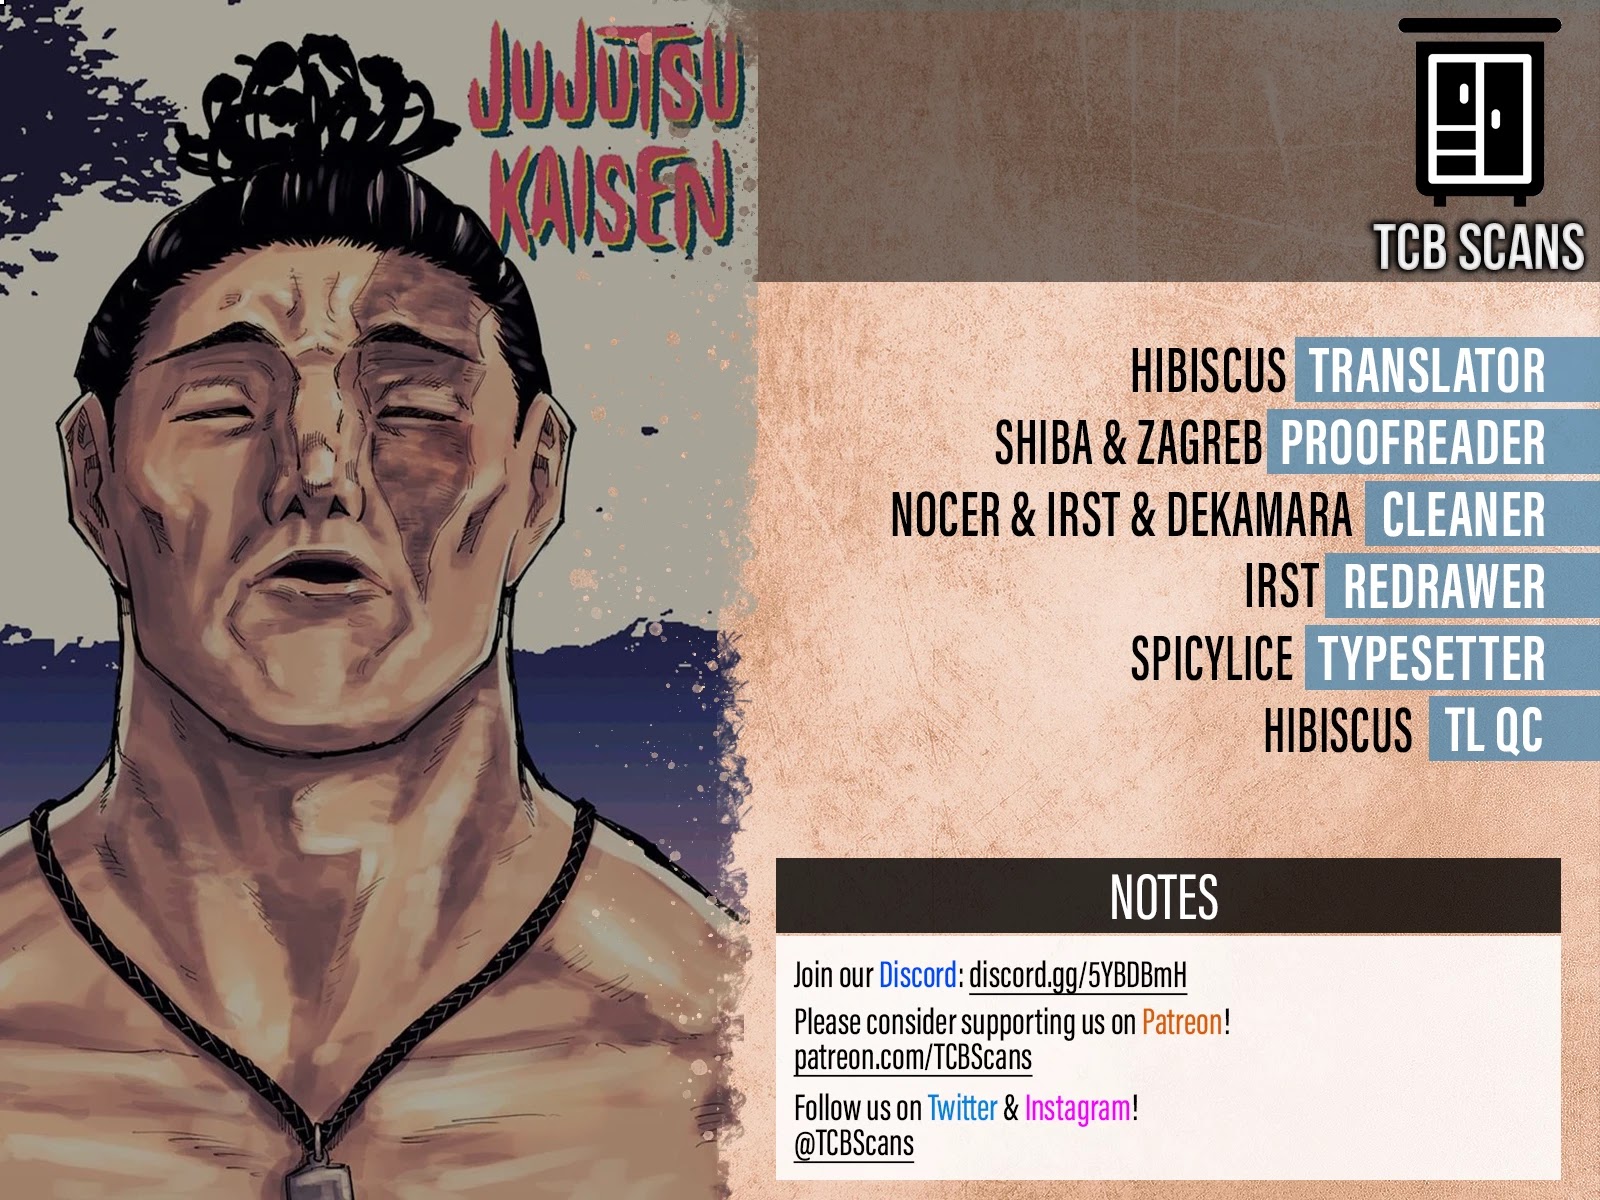 JUJUTSU
KAISEN
TCB SCANS
HIBISCUS TRANSLATOR
SHIBA & ZAGREB PROOFREADER
NOCER & IRST & DEKAMARA CLEANER
IRST REDRAWER
SPICYLICE TYPESETTER
HIBISCUS TL QC
NOTES
Join our Discord: discord.gg/5YBDBmH
Please consider supporting us on Patreon!
patreon.com/TCBScans
Follow us on Twitter & Instagram!
@TCBScans